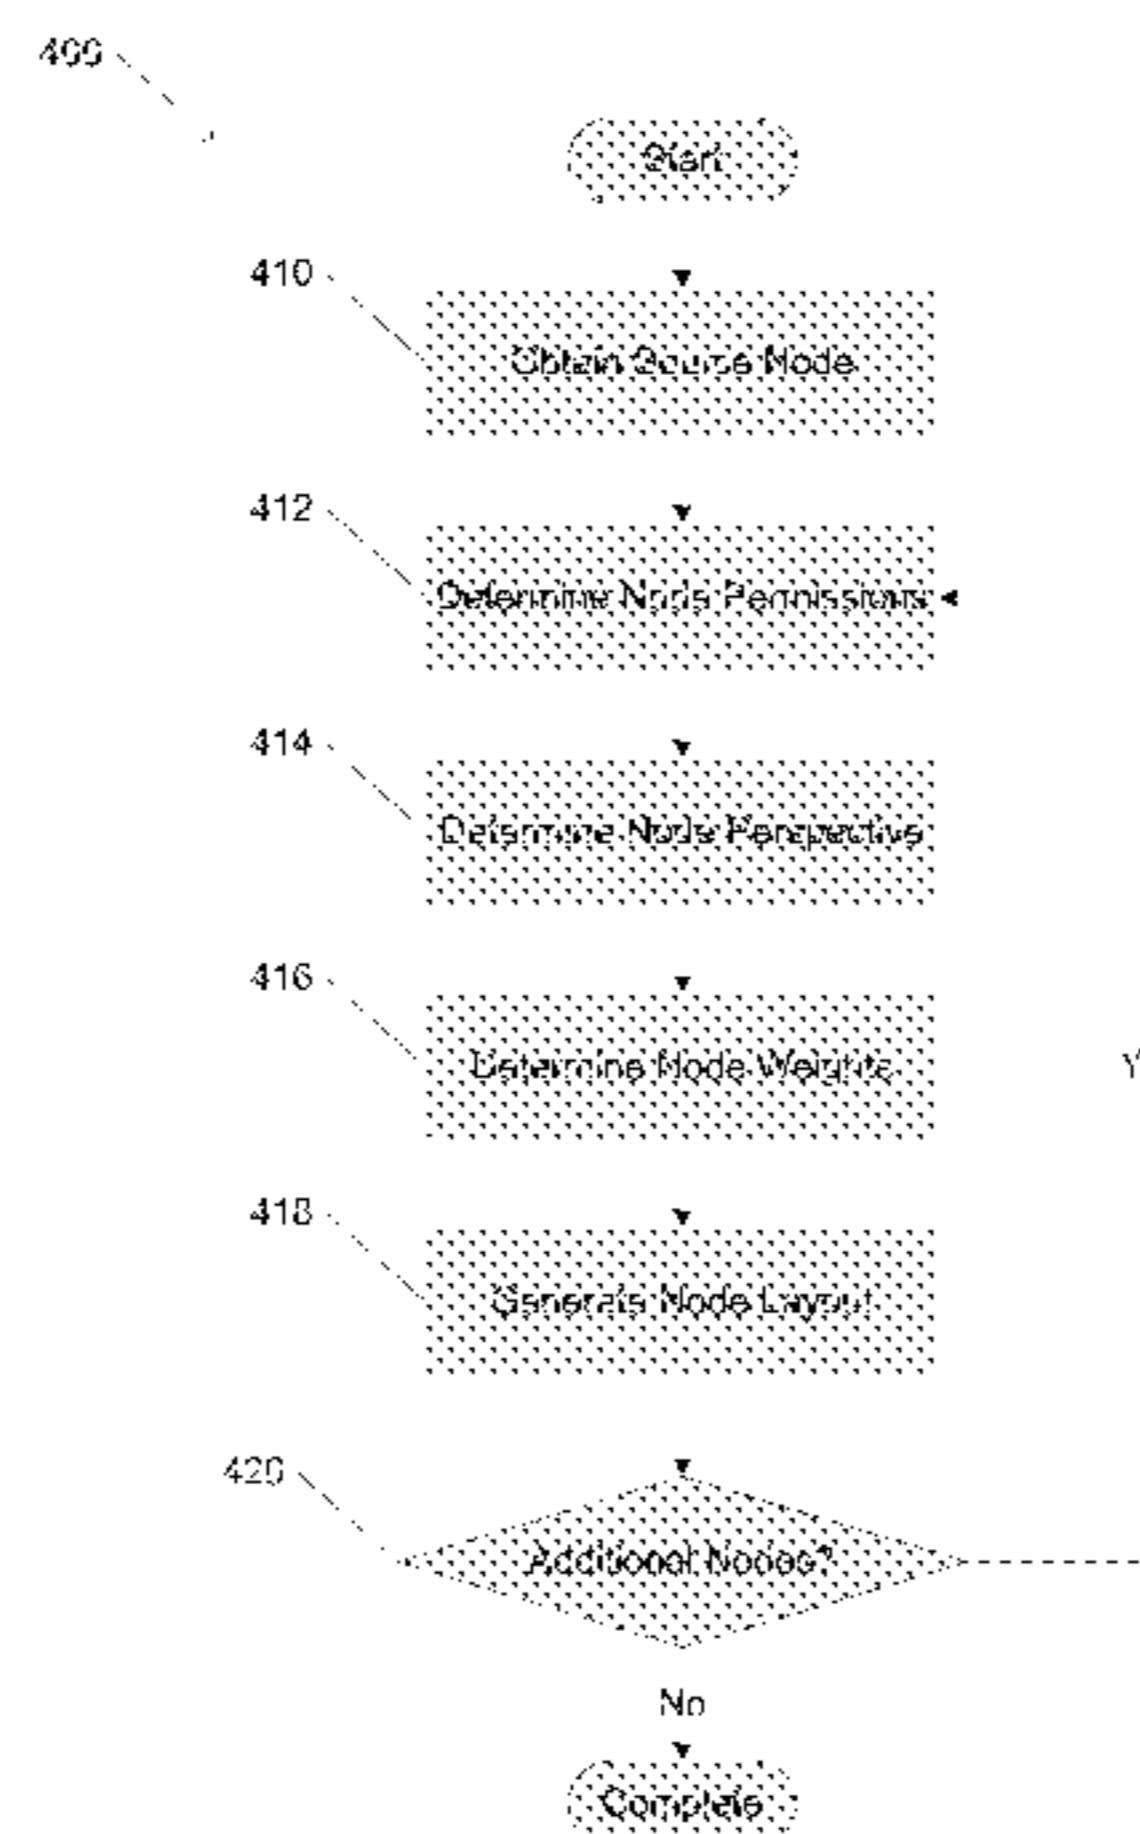 400
Start
410
Obtain Source Node
412
Determine Node Permissions
414
Determine Node Perspective
416
Determine Node Weights
Y
418
Generate Node Layout
420
Additional Nodes?
No
Complete